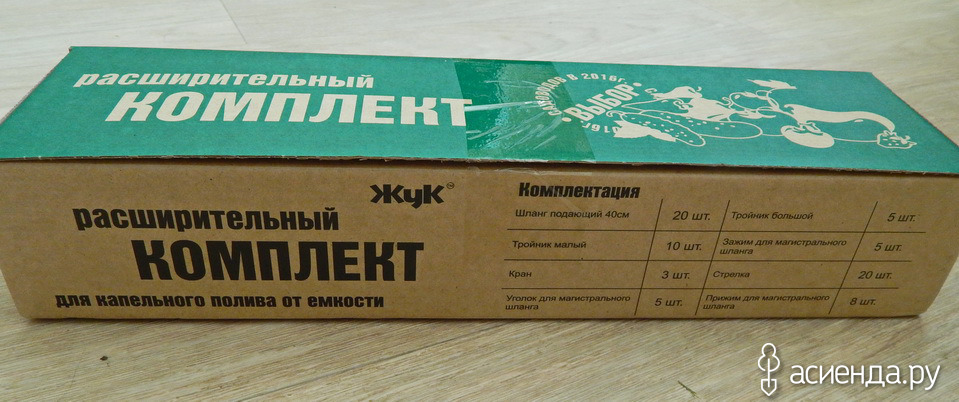 расширительный
КОМПЛЕКТ
В 2016г.
ВЫБОР
ЖуК
расширительный
КОМПЛЕКТ
для капельного полива от емкости
Комплектация
Шланг подающий 40см 20 шт. Тройник большой 5 шт.
Тройник малый 10 шт. Зажим для магистрального шланга 5 шт.
Кран 3 шт. Стрелка 20 шт.
Уголок для магистрального шланга 5 шт. Прижим для магистрального шланга 8 шт.
асиенда.ру